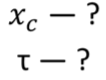 x_c — ?
τ — ?